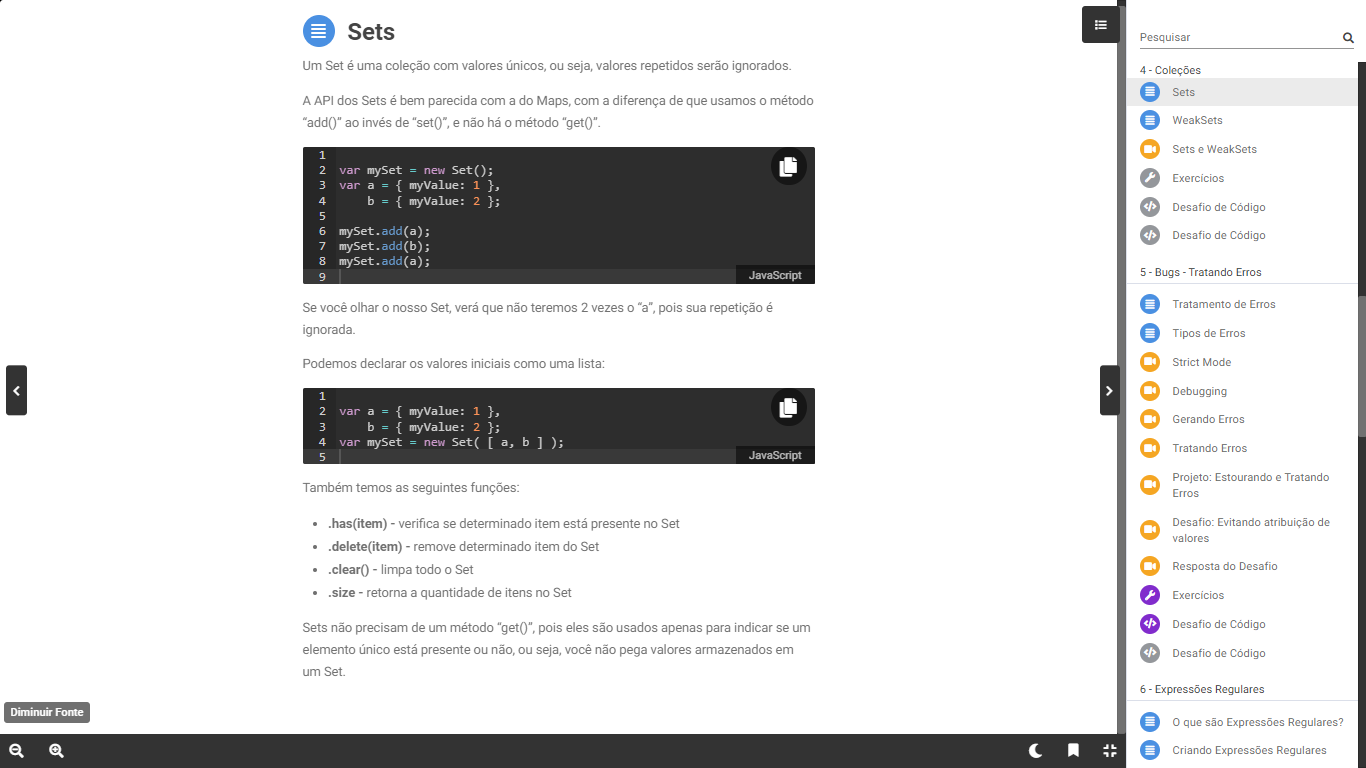 Sets
Um Set é uma coleção com valores únicos, ou seja, valores repetidos serão ignorados.
A API dos Sets é bem parecida com a do Maps, com a diferença de que usamos o método
“add()” ao invés de “set()”, e não há o método “get()”.
1
2 var mySet = new Set();
3 var a = { myValue: 1 },
4     b = { myValue: 2 };
5
6 mySet.add(a);
7 mySet.add(b);
8 mySet.add(a);
9
JavaScript
Se você olhar o nosso Set, verá que não teremos 2 vezes o “a”, pois sua repetição é
ignorada.
Podemos declarar os valores iniciais como uma lista:
1
2 var a = { myValue: 1 },
3     b = { myValue: 2 };
4 var mySet = new Set( [ a, b ] );
5
JavaScript
Também temos as seguintes funções:
• .has(item) - verifica se determinado item está presente no Set
• .delete(item) - remove determinado item do Set
• .clear() - limpa todo o Set
• .size - retorna a quantidade de itens no Set
Sets não precisam de um método “get()”, pois eles são usados apenas para indicar se um
elemento único está presente ou não, ou seja, você não pega valores armazenados em
um Set.
Diminuir Fonte
Pesquisar
4 - Coleções
Sets
WeakSets
Sets e WeakSets
Exercícios
Desafio de Código
Desafio de Código
5 - Bugs - Tratando Erros
Tratamento de Erros
Tipos de Erros
Strict Mode
Debugging
Gerando Erros
Tratando Erros
Projeto: Estourando e Tratando
Erros
Desafio: Evitando atribuição de
valores
Resposta do Desafio
Exercícios
Desafio de Código
Desafio de Código
6 - Expressões Regulares
O que são Expressões Regulares?
Criando Expressões Regulares